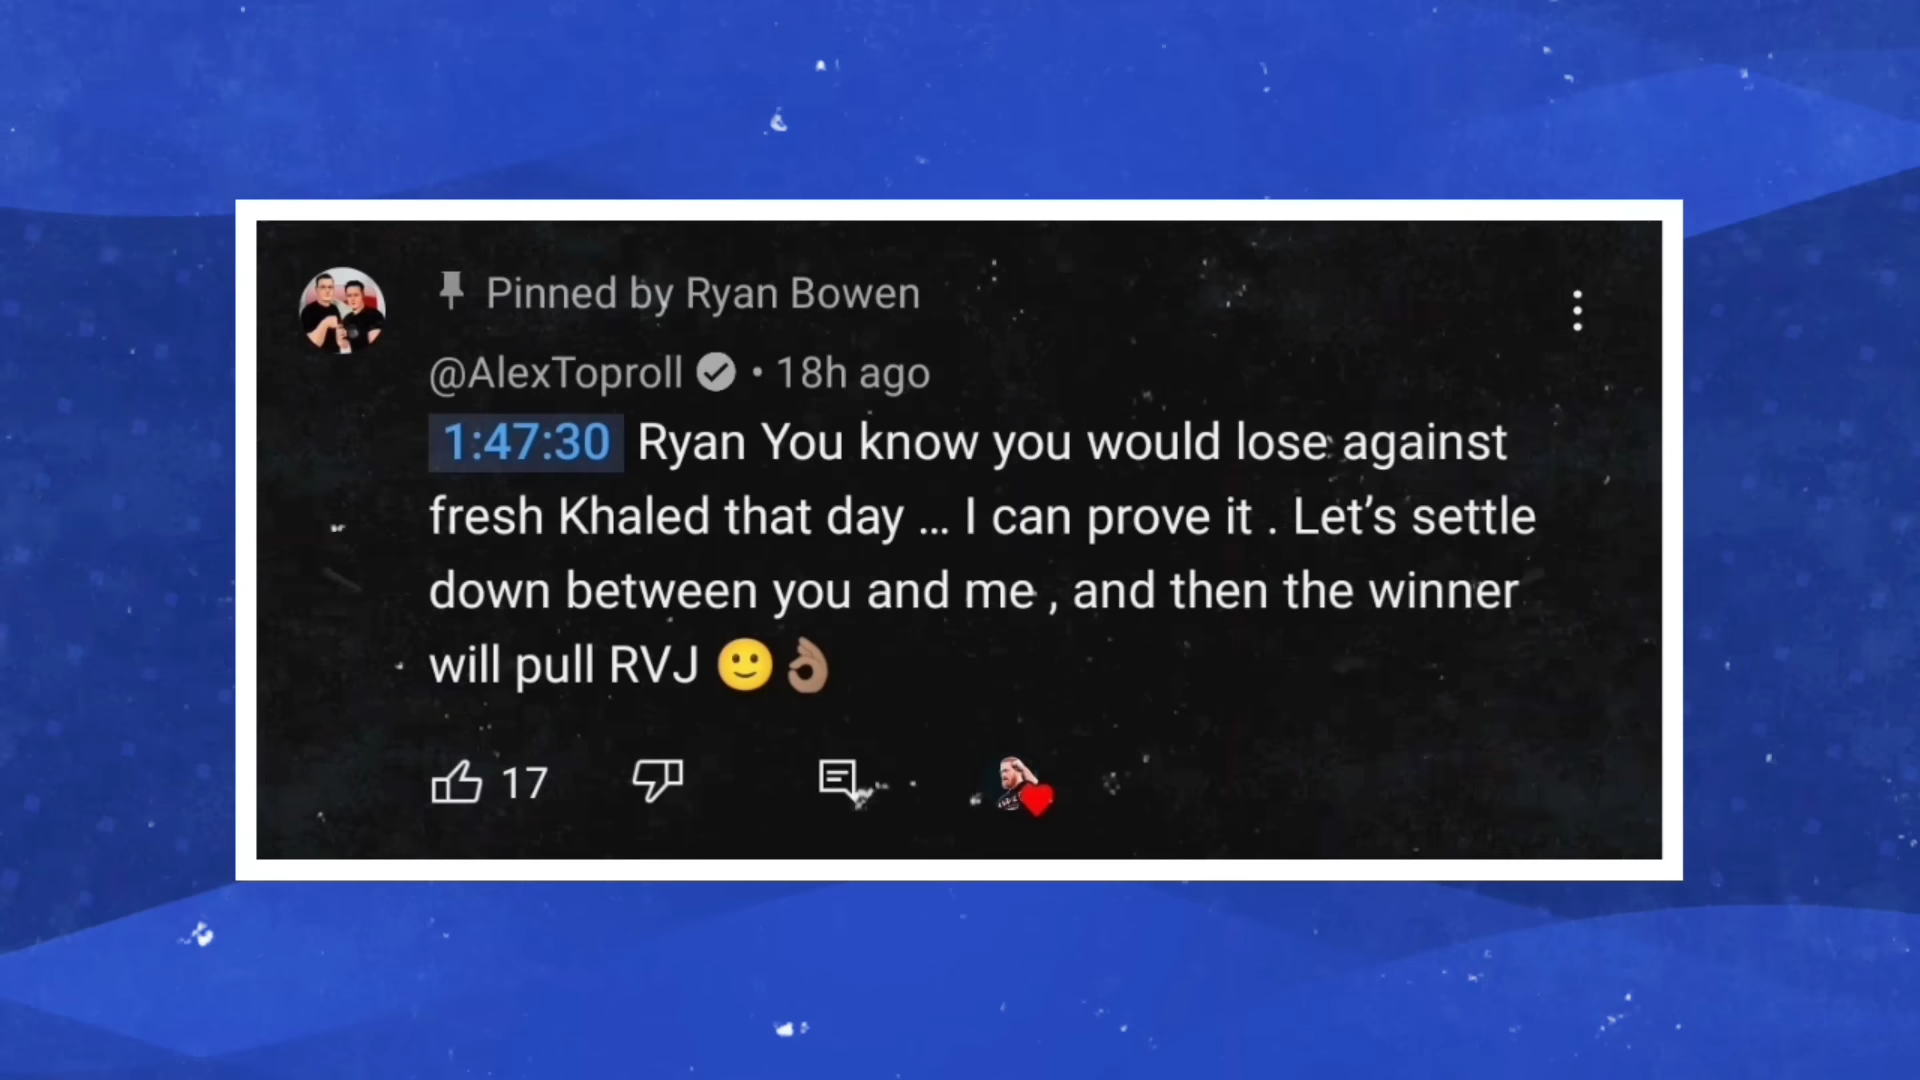 Pinned by Ryan Bowen
@AlexToproll • 18h ago
1:47:30 Ryan You know you would lose against
fresh Khaled that day ... I can prove it . Let's settle
down between you and me , and then the winner
will pull RVJ 🙂👌🏽
17